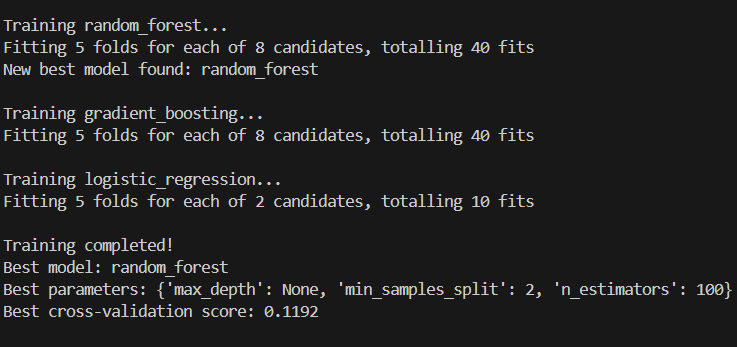 Training random_forest...
Fitting 5 folds for each of 8 candidates, totalling 40 fits
New best model found: random_forest
Training gradient_boosting...
Fitting 5 folds for each of 8 candidates, totalling 40 fits
Training logistic_regression...
Fitting 5 folds for each of 2 candidates, totalling 10 fits
Training completed!
Best model: random_forest
Best parameters: {'max_depth': None, 'min_samples_split': 2, 'n_estimators': 100}
Best cross-validation score: 0.1192